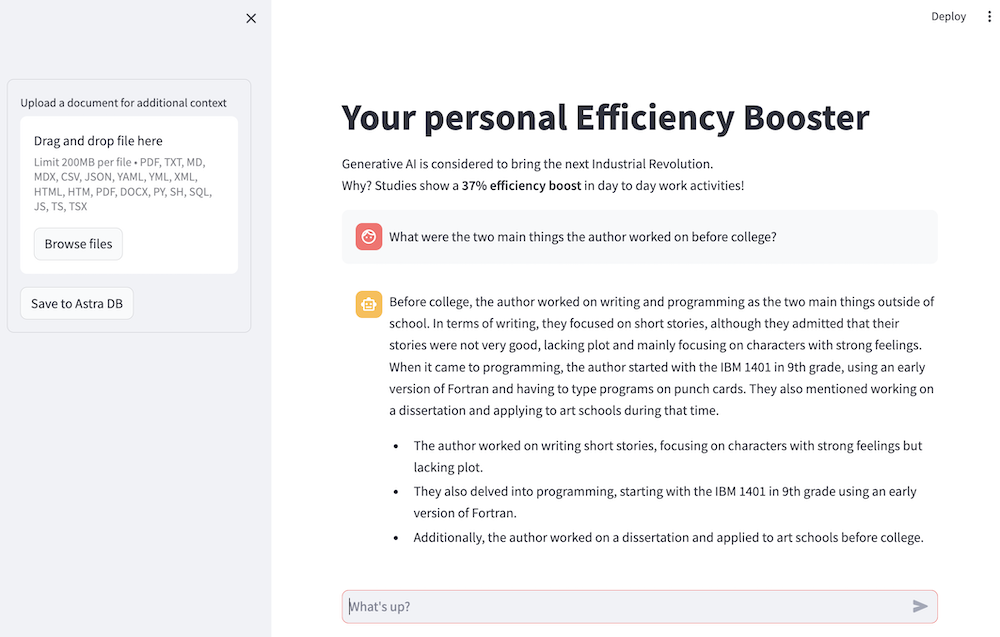 Deploy
Upload a document for additional context
Drag and drop file here
Limit 200MB per file • PDF, TXT, MD,
MDX, CSV, JSON, YAML, YML, XML,
HTML, HTM, PDF, DOCX, PY, SH, SQL,
JS, TS, TSX
Browse files
Save to Astra DB
Your personal Efficiency Booster
Generative AI is considered to bring the next Industrial Revolution.
Why? Studies show a 37% efficiency boost in day to day work activities!
What were the two main things the author worked on before college?
Before college, the author worked on writing and programming as the two main things outside of
school. In terms of writing, they focused on short stories, although they admitted that their
stories were not very good, lacking plot and mainly focusing on characters with strong feelings.
When it came to programming, the author started with the IBM 1401 in 9th grade, using an early
version of Fortran and having to type programs on punch cards. They also mentioned working on
a dissertation and applying to art schools during that time.
• The author worked on writing short stories, focusing on characters with strong feelings but
lacking plot.
• They also delved into programming, starting with the IBM 1401 in 9th grade using an early
version of Fortran.
• Additionally, the author worked on a dissertation and applied to art schools before college.
What's up?